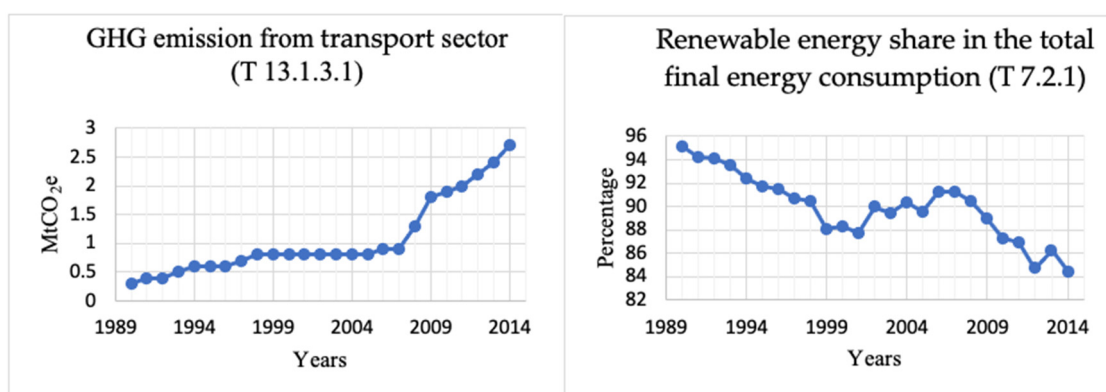 GHG emission from transport sector
(T 13.1.3.1)
3
2.5
2
1.5
1
0.5
0
MtCO₂e
1989 1994 1999 2004 2009 2014
Years
Renewable energy share in the total
final energy consumption (T 7.2.1)
96
94
92
90
88
86
84
82
Percentage
1989 1994 1999 2004 2009 2014
Years